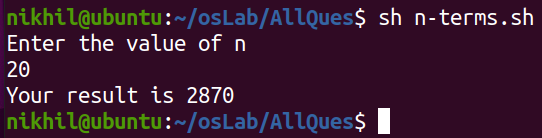 nikhil@ubuntu:~/osLab/AllQues$ sh n-terms.sh
Enter the value of n
20
Your result is 2870
nikhil@ubuntu:~/osLab/AllQues$